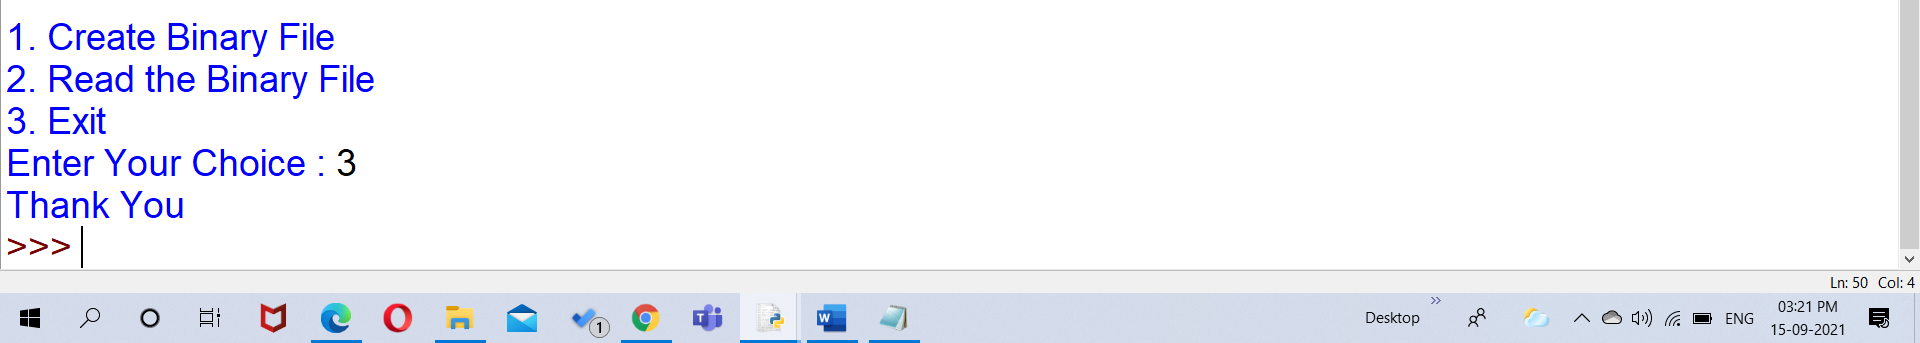 1. Create Binary File
2. Read the Binary File
3. Exit
Enter Your Choice : 3
Thank You
>>>
Ln: 50 Col: 4
1
Desktop
ENG
03:21 PM
15-09-2021